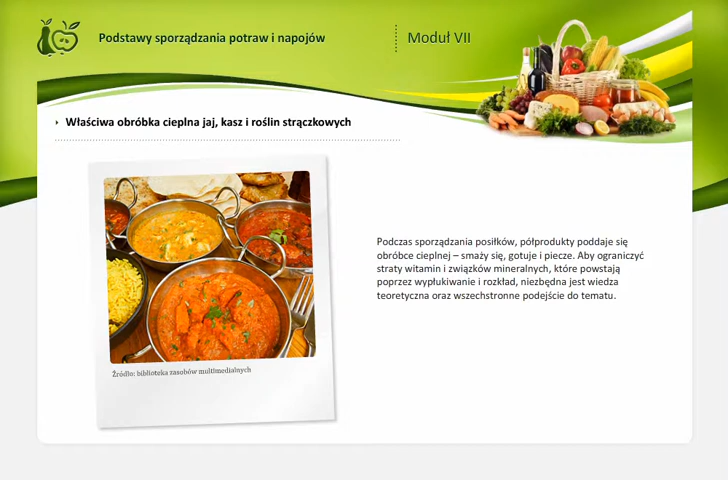 Podstawy sporządzania potraw i napojów
Moduł VII
Właściwa obróbka cieplna jaj, kasz i roślin strączkowych
Podczas sporządzania posiłków, półprodukty poddaje się
obróbce cieplnej – smaży się, gotuje i piecze. Aby ograniczyć
straty witamin i związków mineralnych, które powstają
poprzez wypłukiwanie i rozkład, niezbędna jest wiedza
teoretyczna oraz wszechstronne podejście do tematu.
Źródło: biblioteka zasobów multimedialnych